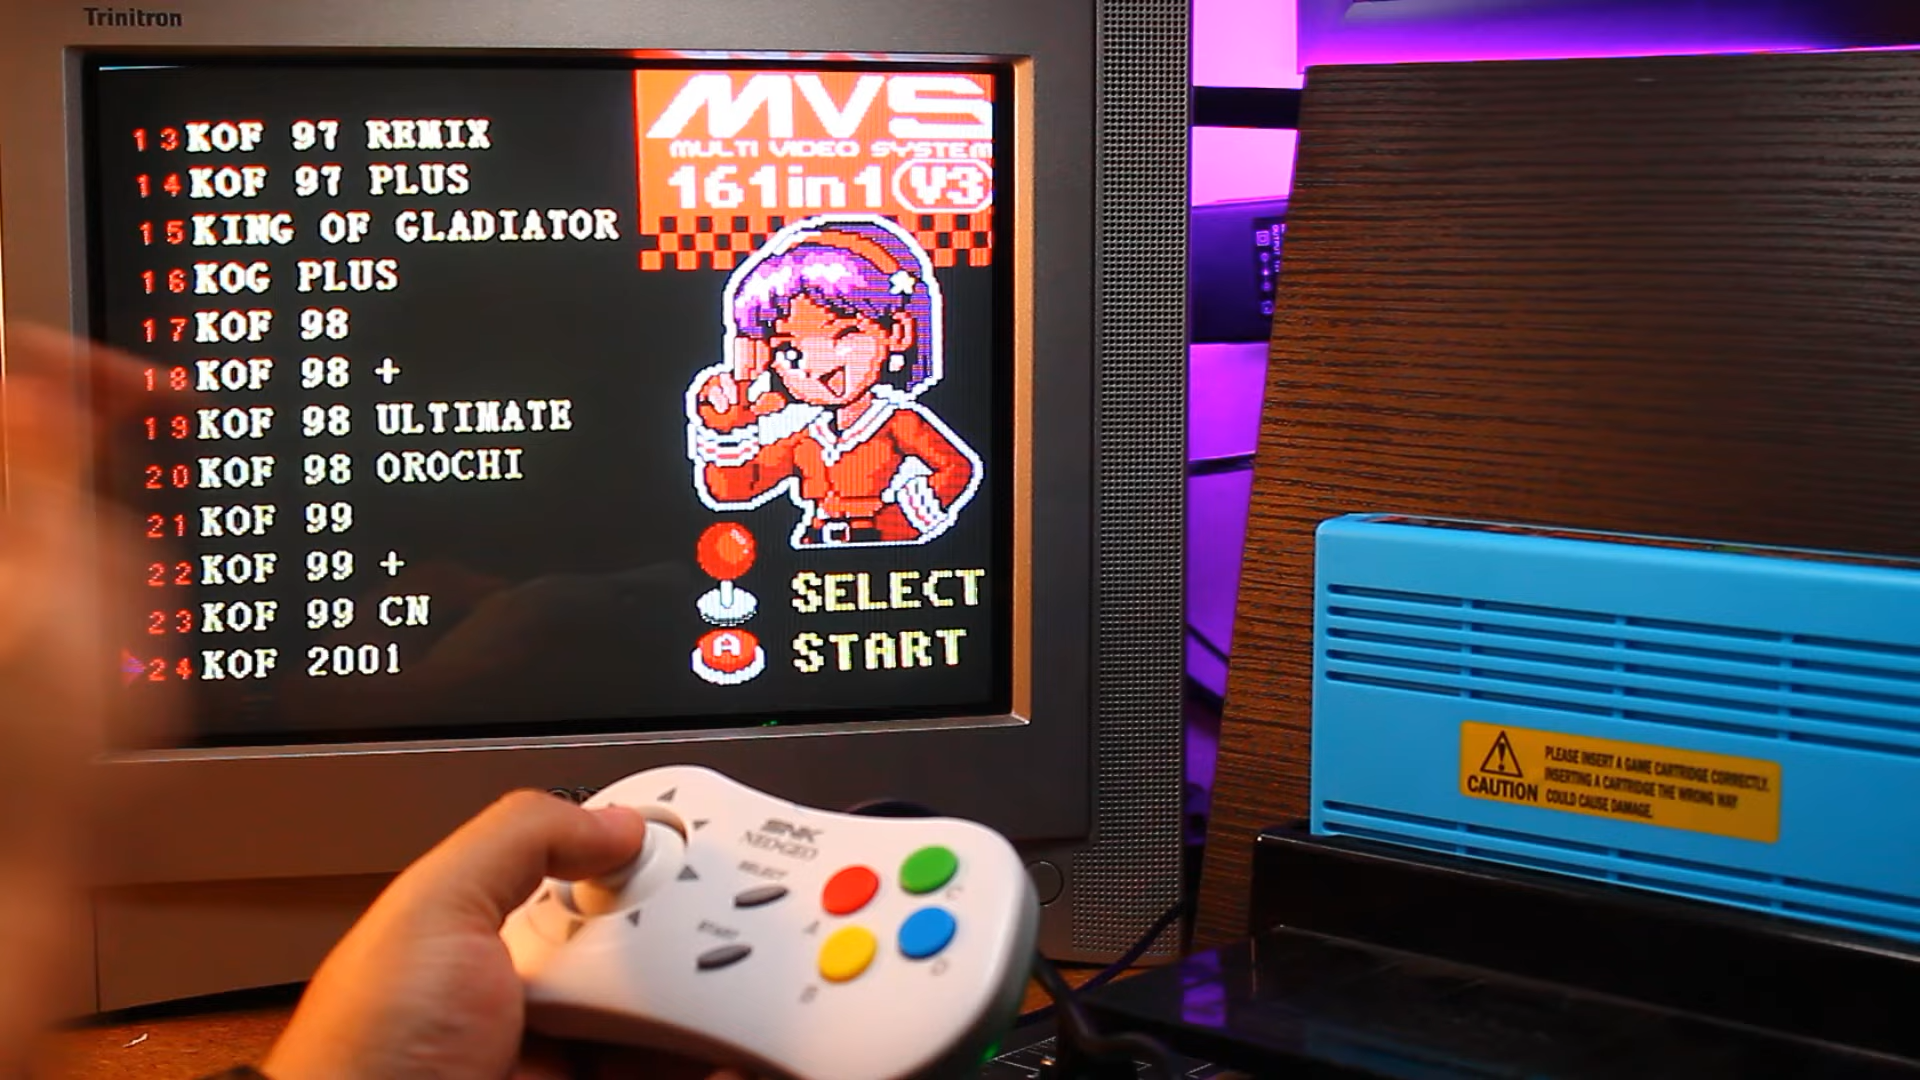 Trinitron
13 KOF 97 REMIX
14 KOF 97 PLUS
15 KING OF GLADIATOR
16 KOG PLUS
17 KOF 98
18 KOF 98 +
19 KOF 98 ULTIMATE
20 KOF 98 OROCHI
21 KOF 99
22 KOF 99 +
23 KOF 99 CN
24 KOF 2001
MVS
MULTI VIDEO SYSTEM
161in1 V3
SELECT
A START
SNK
NEOGEO
SELECT
START
A
B
C
D
CAUTION
PLEASE INSERT A GAME CARTRIDGE CORRECTLY.
INSERTING A CARTRIDGE THE WRONG WAY
COULD CAUSE DAMAGE.